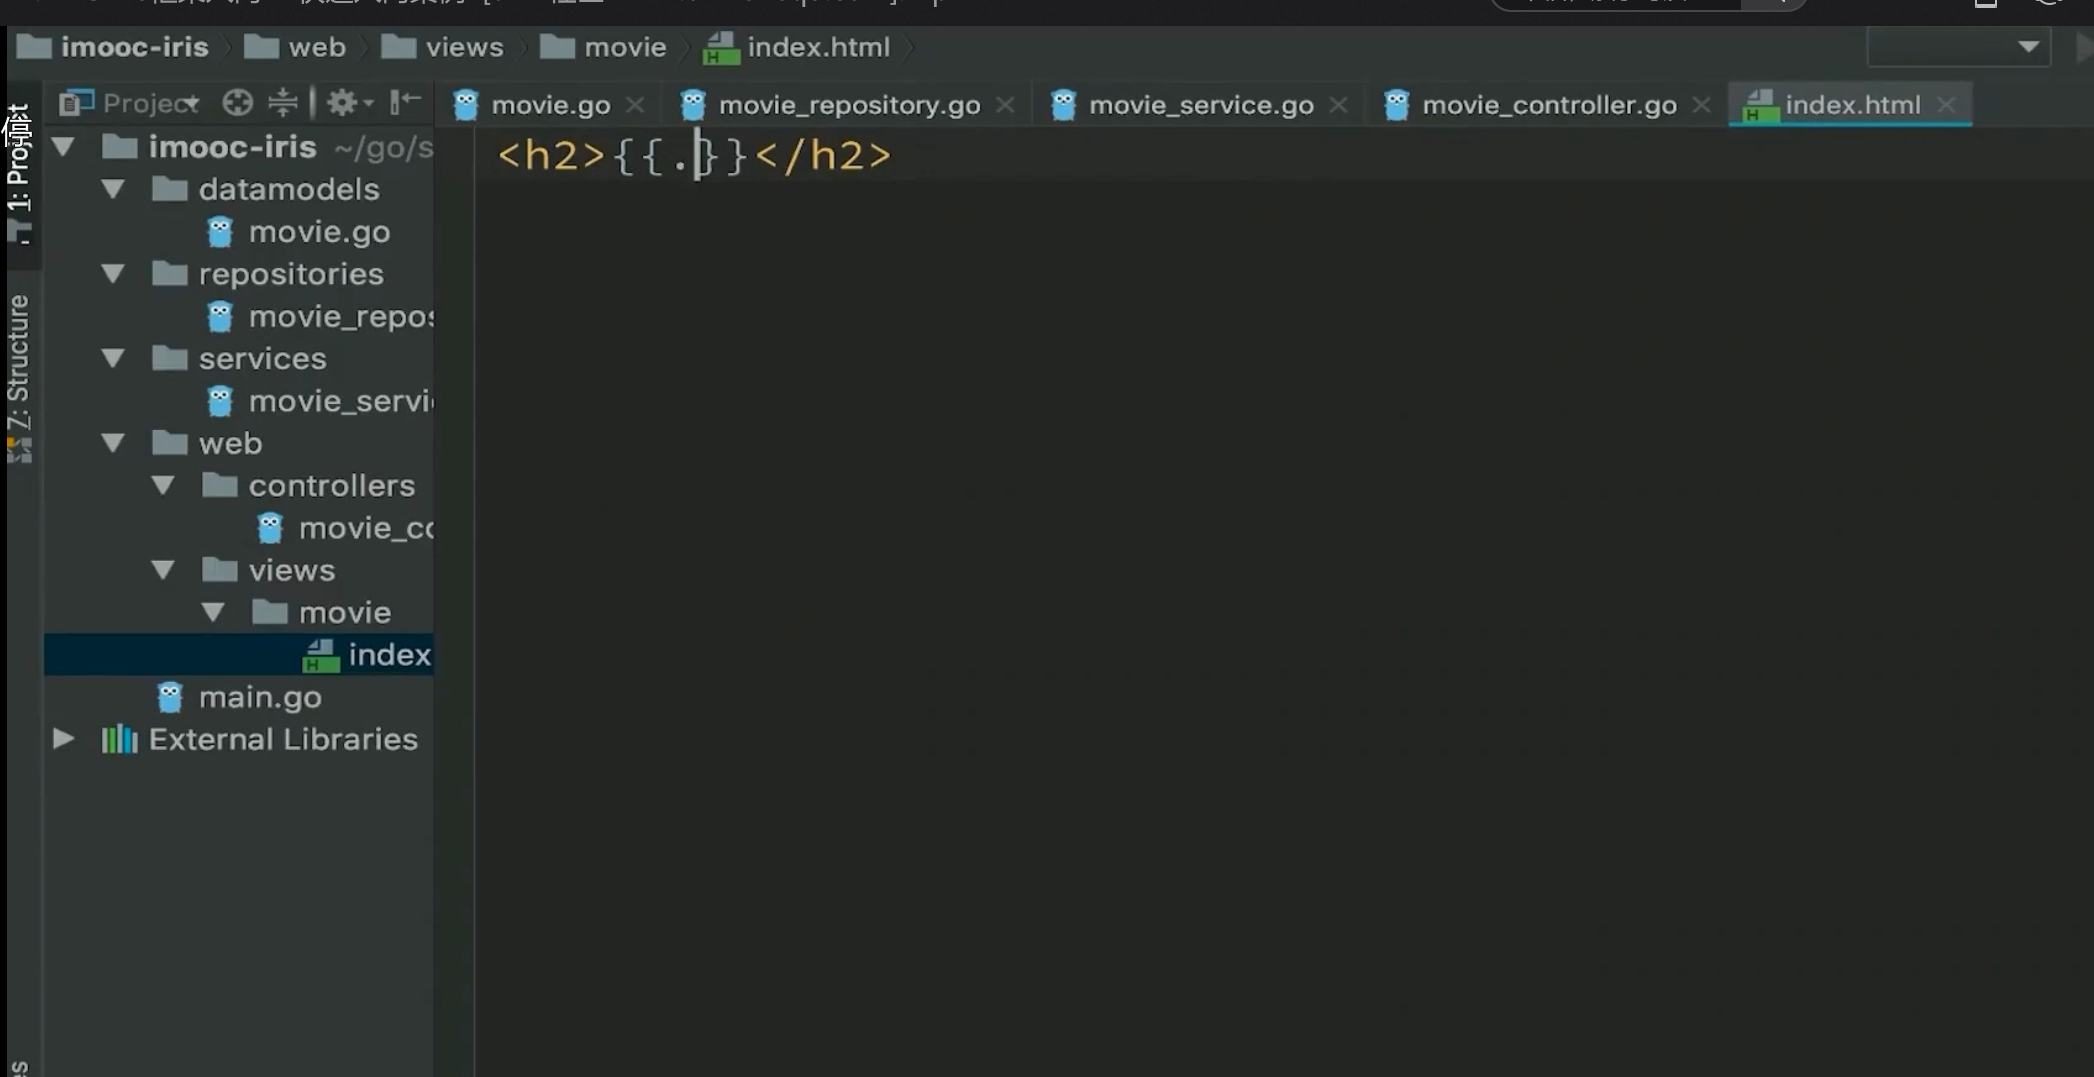 imooc-iris web views movie index.html
Project
movie.go movie_repository.go movie_service.go movie_controller.go index.html
1: Project
7: Structure
imooc-iris ~/go/s
datamodels
movie.go
repositories
movie_repos
services
movie_servi
web
controllers
movie_co
views
movie
index
main.go
External Libraries
<h2>{{.}}</h2>